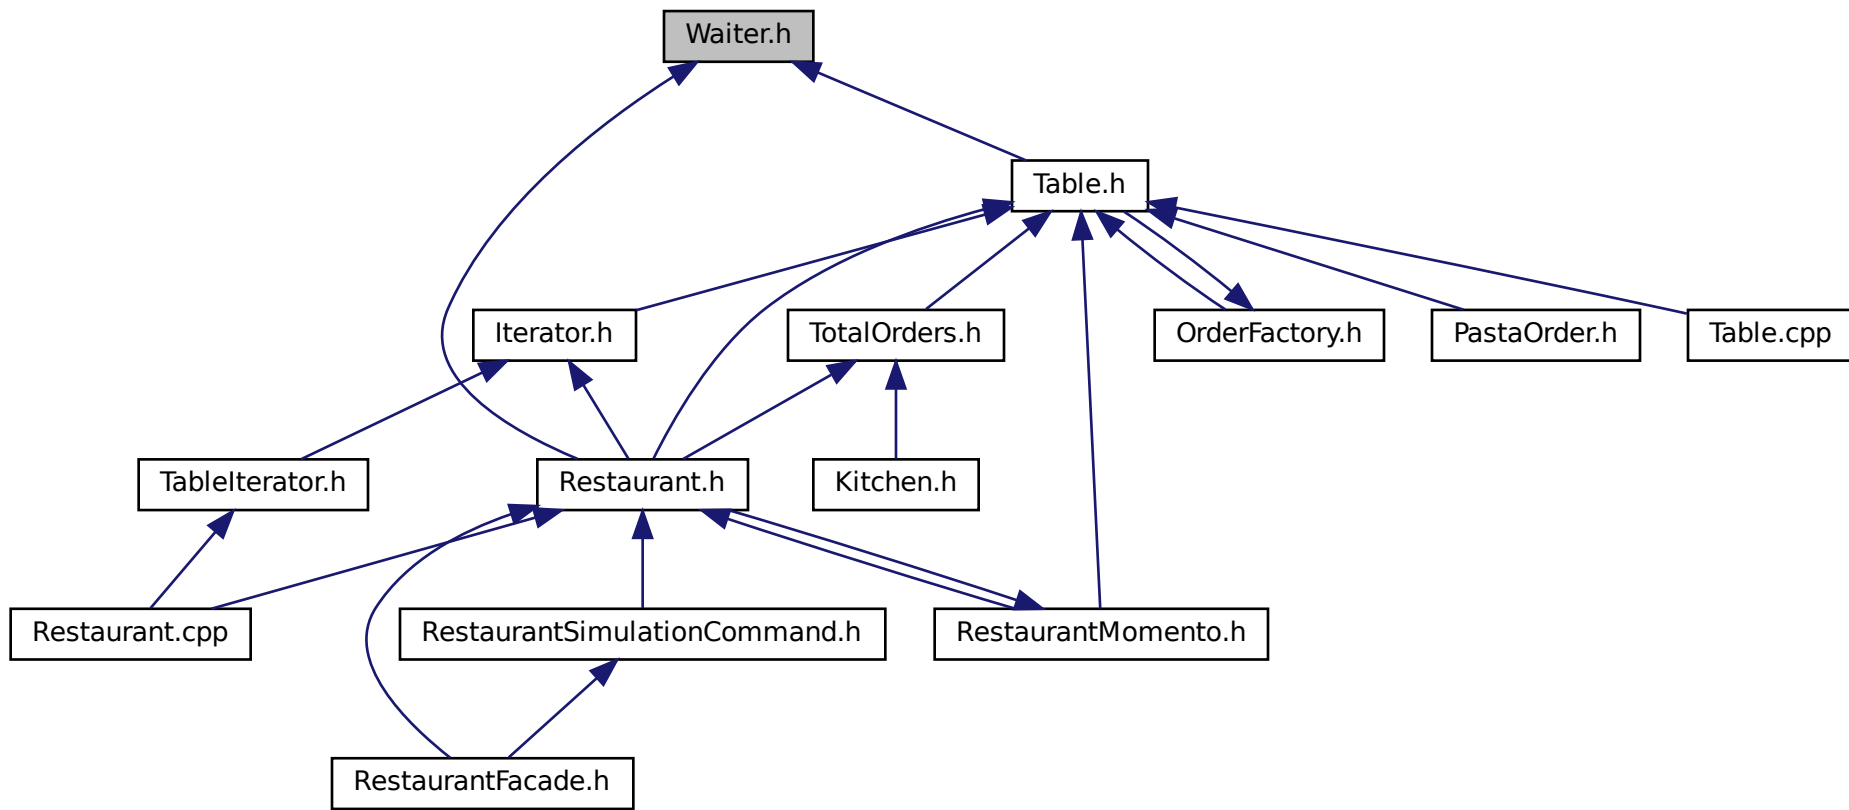 Waiter.h
Table.h
Iterator.h
TotalOrders.h
OrderFactory.h
PastaOrder.h
Table.cpp
TableIterator.h
Restaurant.h
Kitchen.h
Restaurant.cpp
RestaurantSimulationCommand.h
RestaurantMomento.h
RestaurantFacade.h